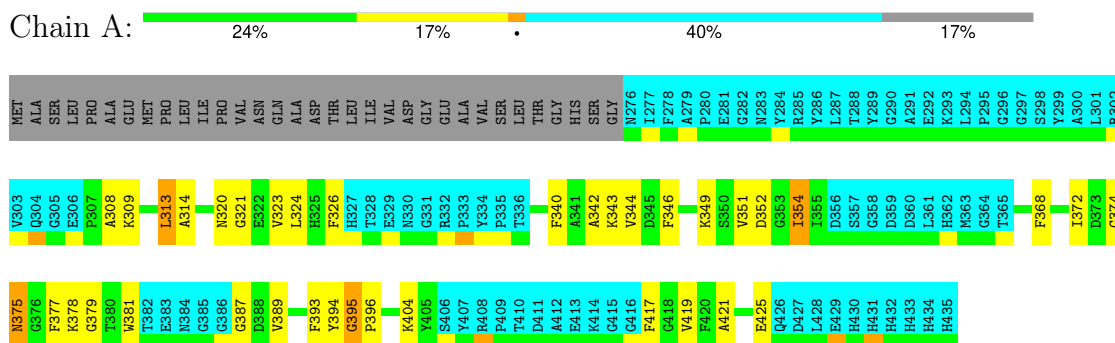 Chain A:
24% 17% • 40% 17%
MET ALA SER LEU PRO ALA GLU MET PRO LEU ILE PRO VAL ASN GLN ALA ASP THR LEU ILE VAL ASP GLY GLU ALA VAL SER LEU THR GLY HIS SER GLY N276 I277 F278 A279 P280 E281 G282 N283 Y284 R285 Y286 L287 T288 Y289 G290 A291 E292 K293 L294 P295 G296 G297 S298 Y299 A300 L301 R302
V303 Q304 G305 E306 P307 A308 K309 L313 A314 N320 G321 E322 V323 L324 H325 F326 H327 T328 E329 N330 G331 R332 P333 Y334 P335 T336 F340 A341 A342 K343 V344 D345 F346 K349 S350 V351 D352 G353 I354 I355 D356 S357 G358 D359 D360 L361 H362 M363 G364 T365 F368 I372 D373 G374
N375 G376 F377 K378 G379 T380 W381 T382 E383 N384 G385 G386 G387 D388 V389 F393 Y394 G395 P396 K404 Y405 S406 Y407 R408 P409 T410 D411 A412 E413 K414 G415 G416 F417 G418 V419 F420 A421 E425 Q426 D427 L428 E429 H430 H431 H432 H433 H434 H435